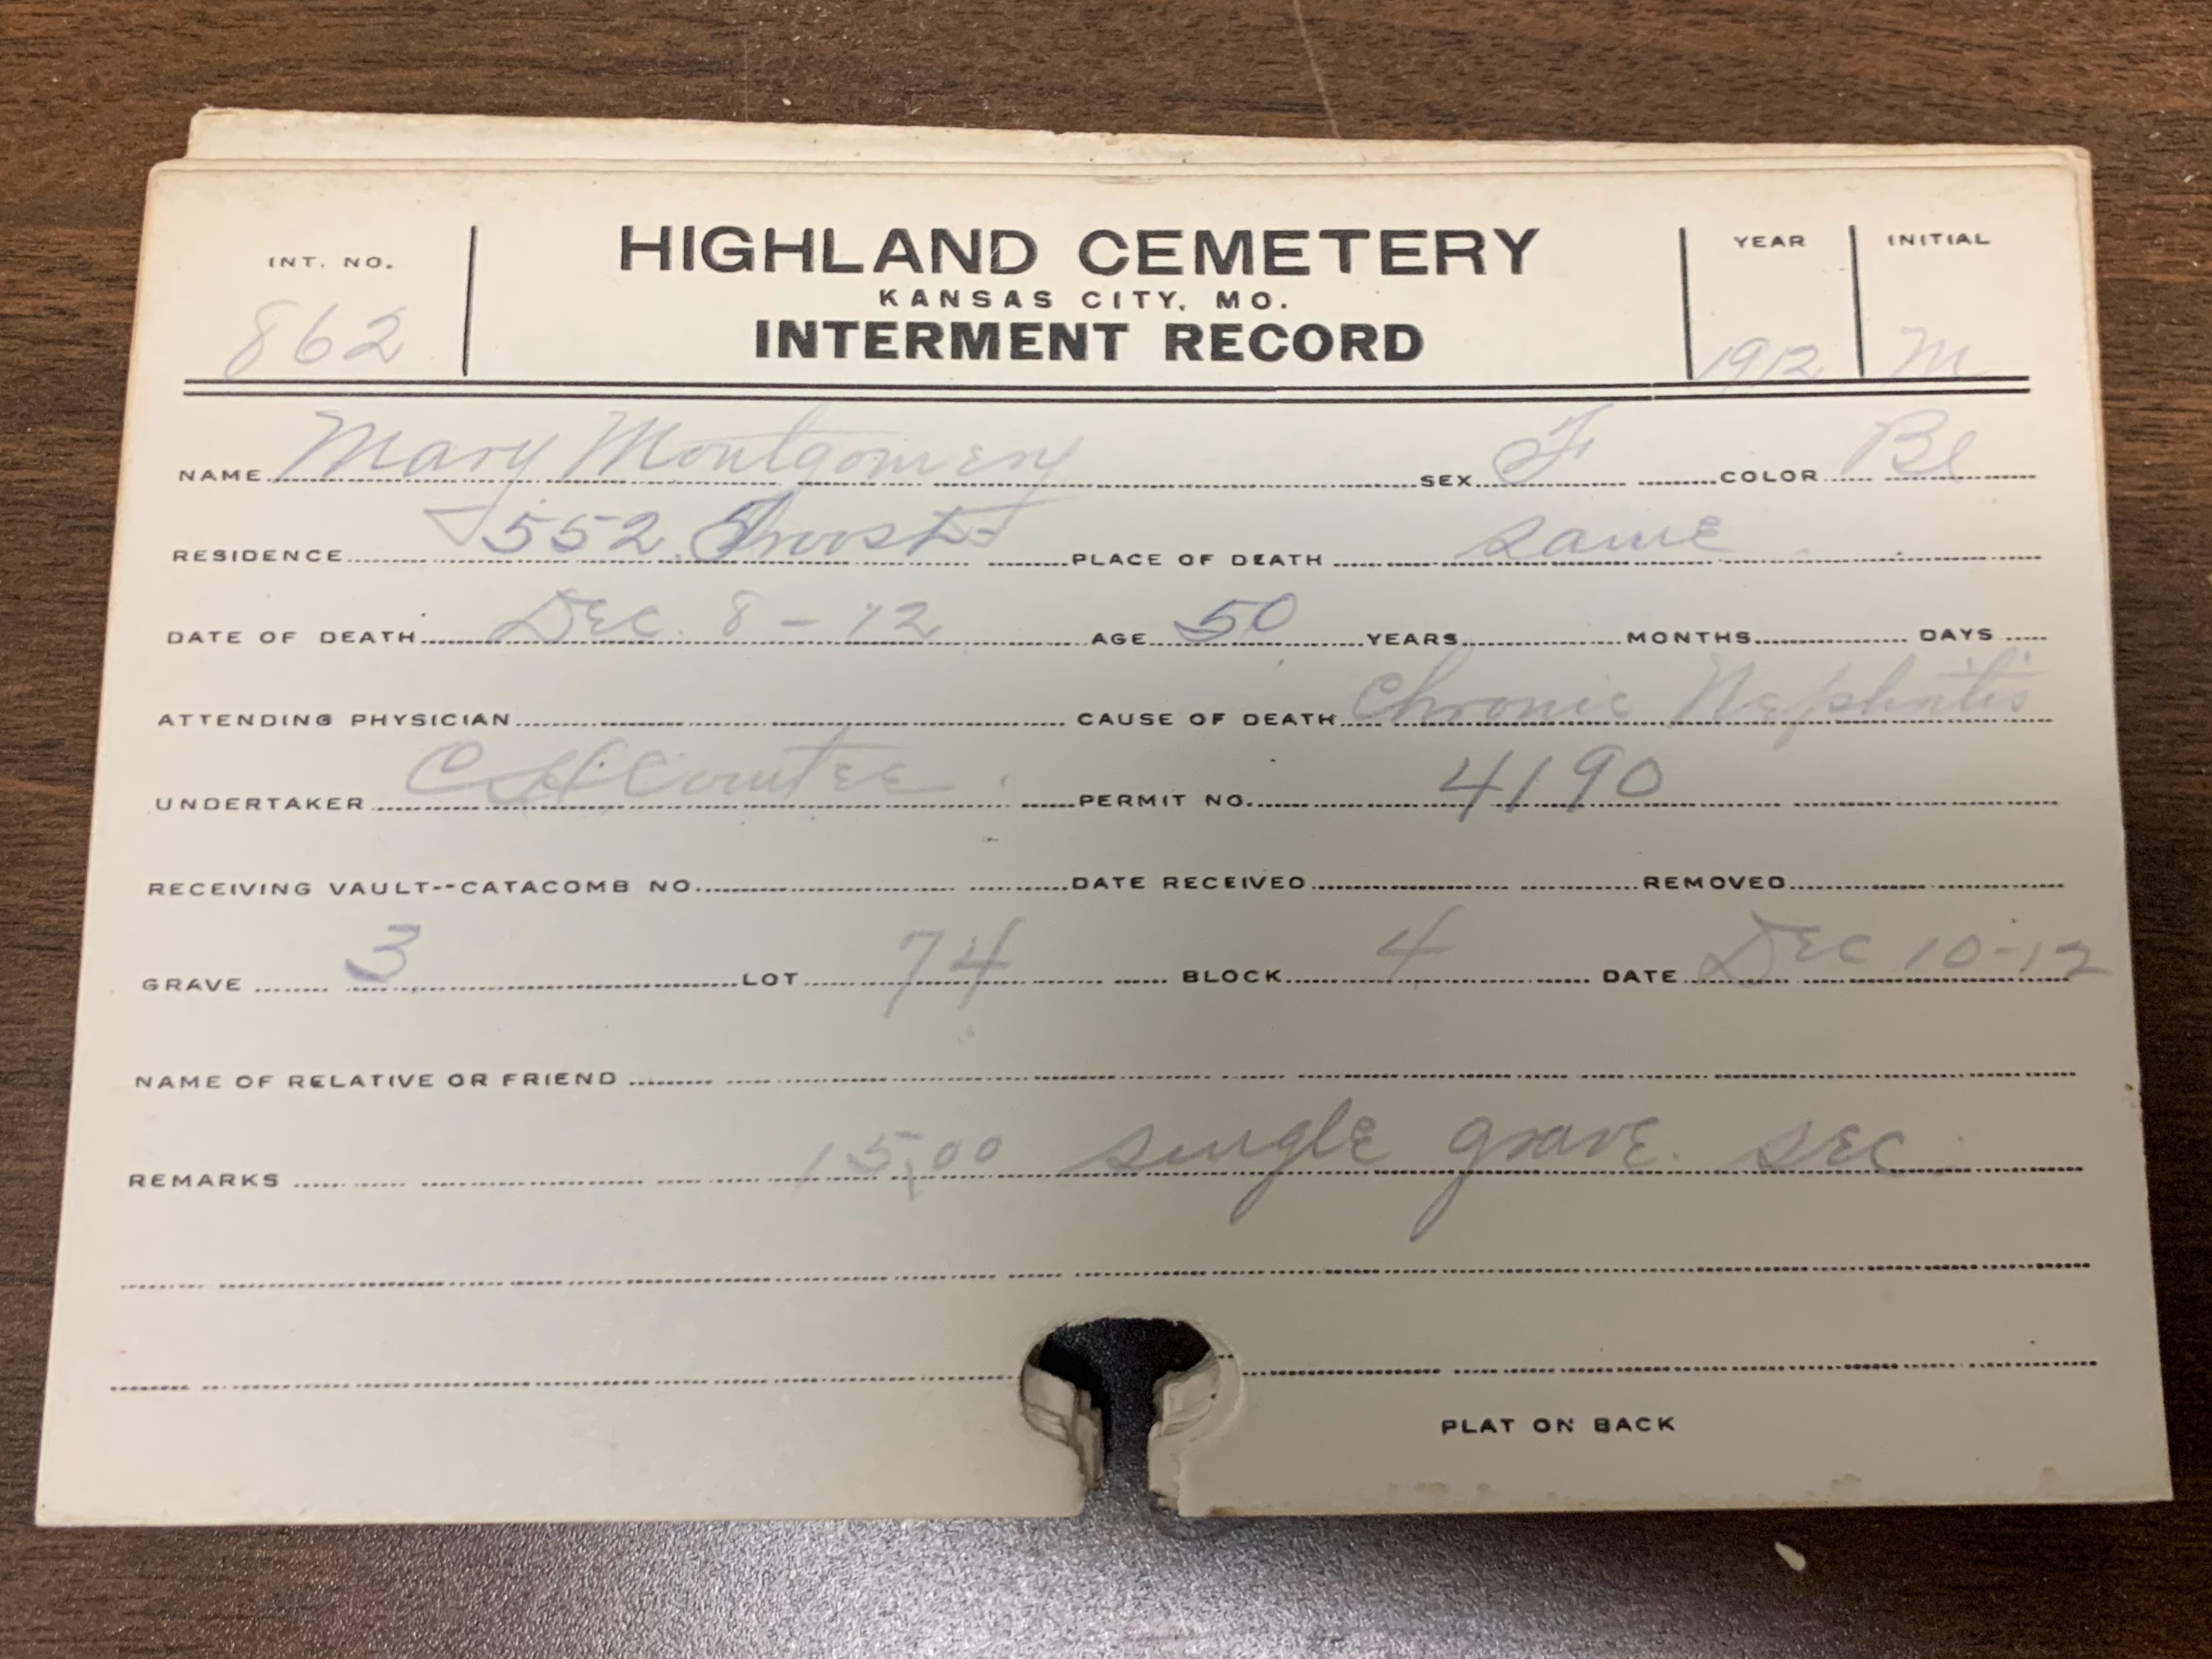 INT. NO. HIGHLAND CEMETERY YEAR INITIAL
KANSAS CITY, MO.
862 INTERMENT RECORD 1912 M
NAME Mary Montgomery SEX F COLOR Bl
RESIDENCE 552 Troost PLACE OF DEATH same
DATE OF DEATH Dec. 8-12 AGE 50 YEARS MONTHS DAYS
ATTENDING PHYSICIAN CAUSE OF DEATH Chronic Nephritis
UNDERTAKER C H Countee PERMIT NO. 4190
RECEIVING VAULT--CATACOMB NO. DATE RECEIVED REMOVED
GRAVE 3 LOT 74 BLOCK 4 DATE Dec 10-12
NAME OF RELATIVE OR FRIEND
REMARKS 15.00 single grave. sec.
PLAT ON BACK